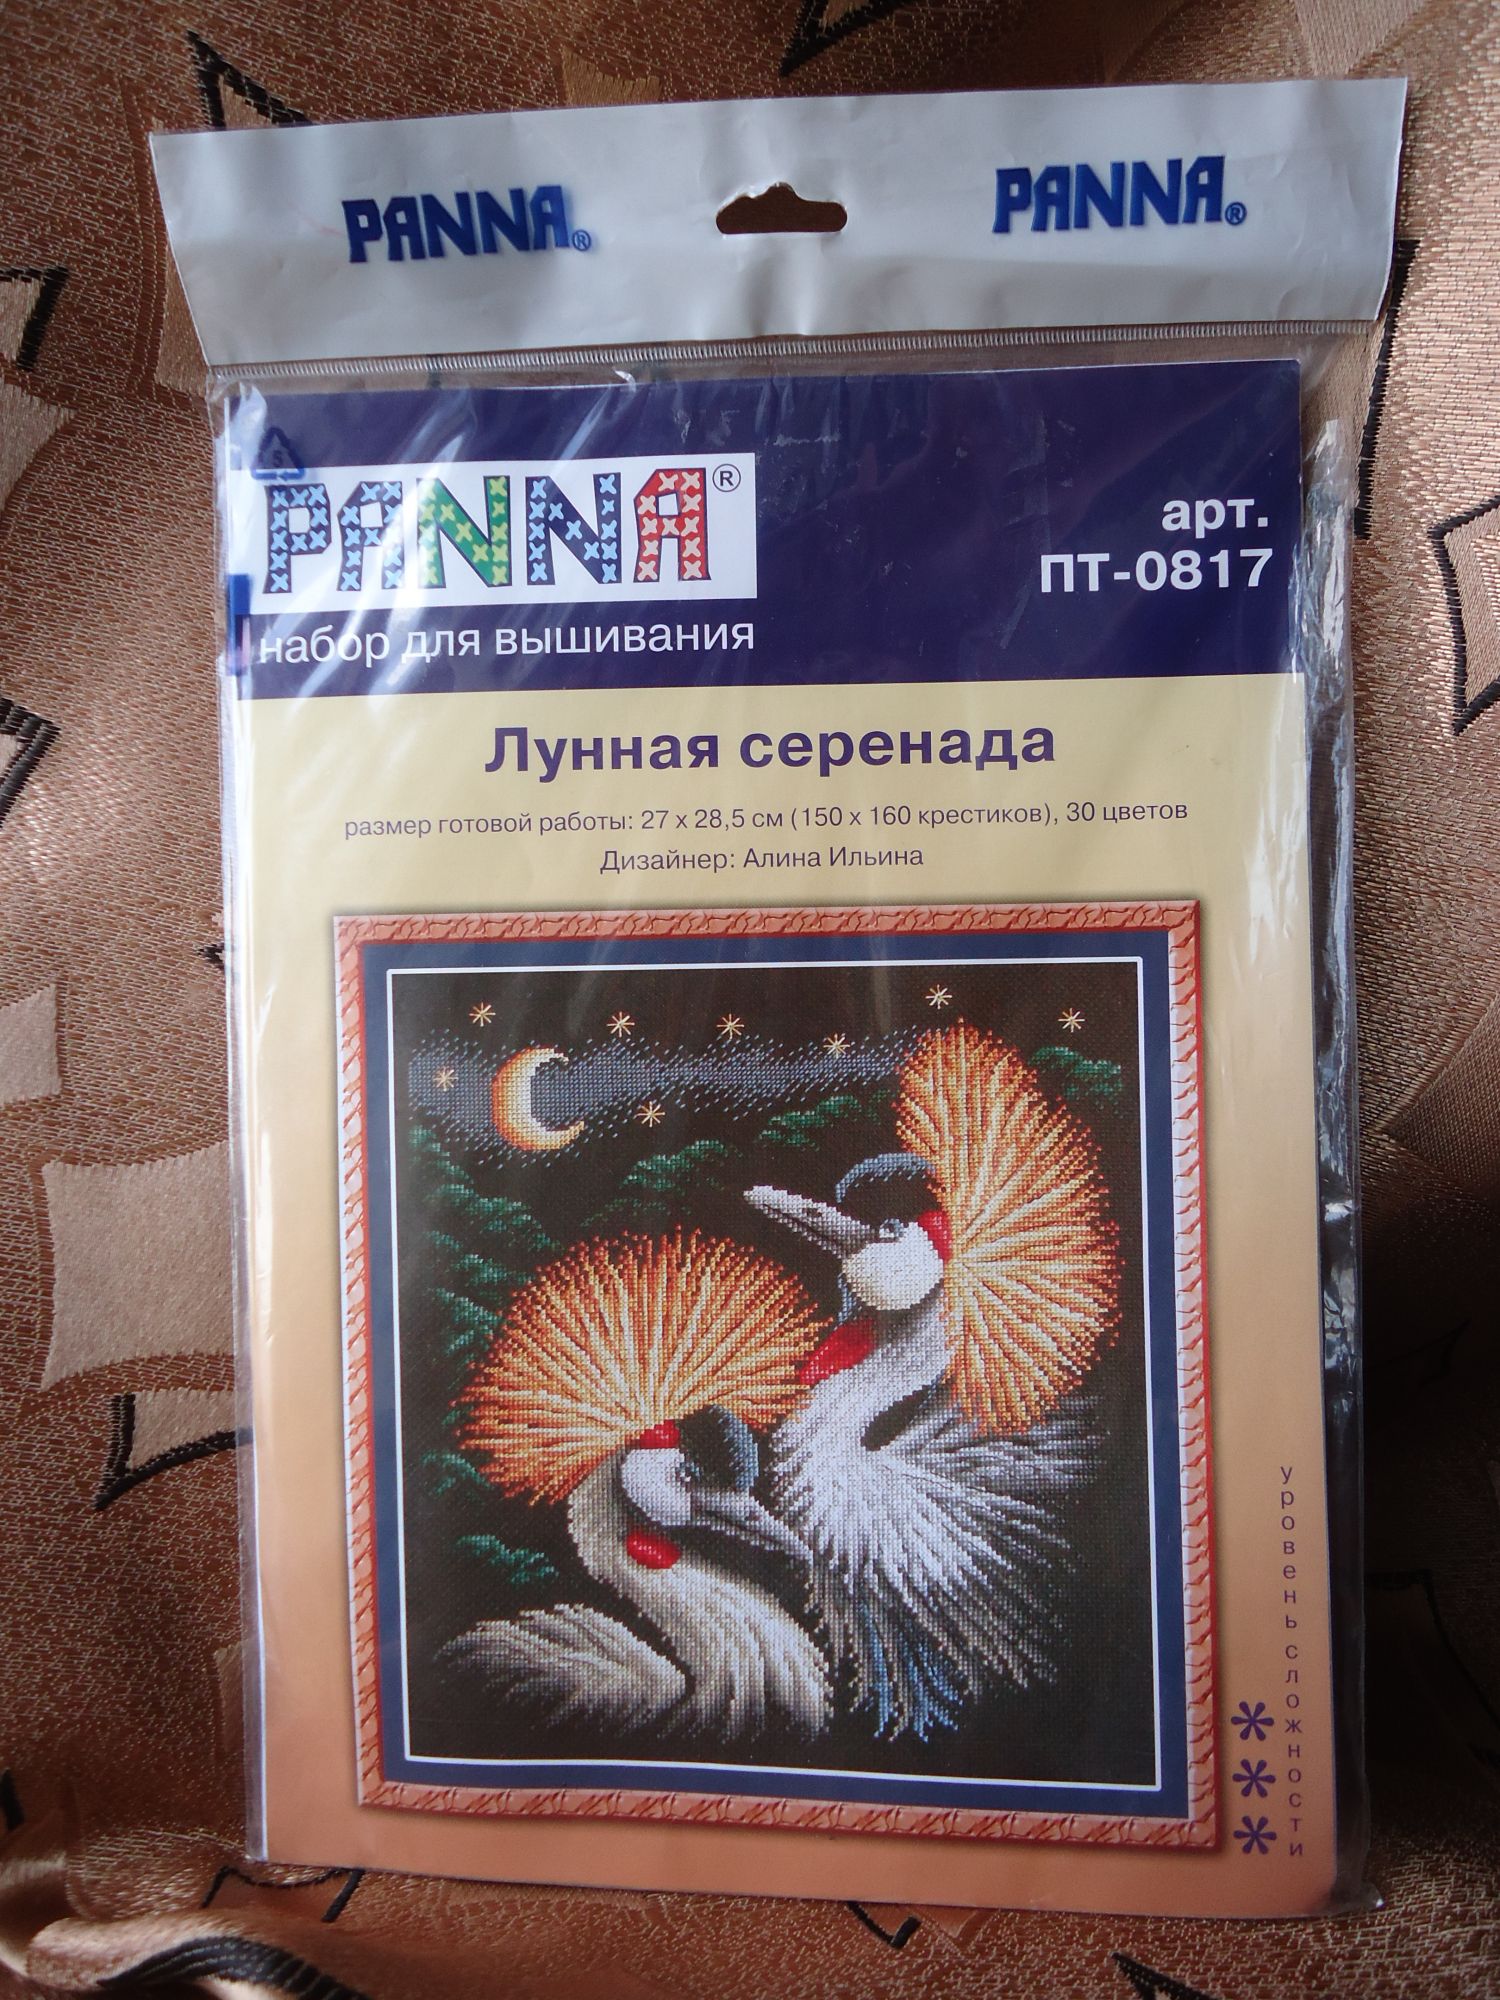 PANNA®
PANNA®
5
PANNA®
арт.
ПТ-0817
набор для вышивания
Лунная серенада
размер готовой работы: 27 х 28,5 см (150 х 160 крестиков), 30 цветов
Дизайнер: Алина Ильина
уровень сложности